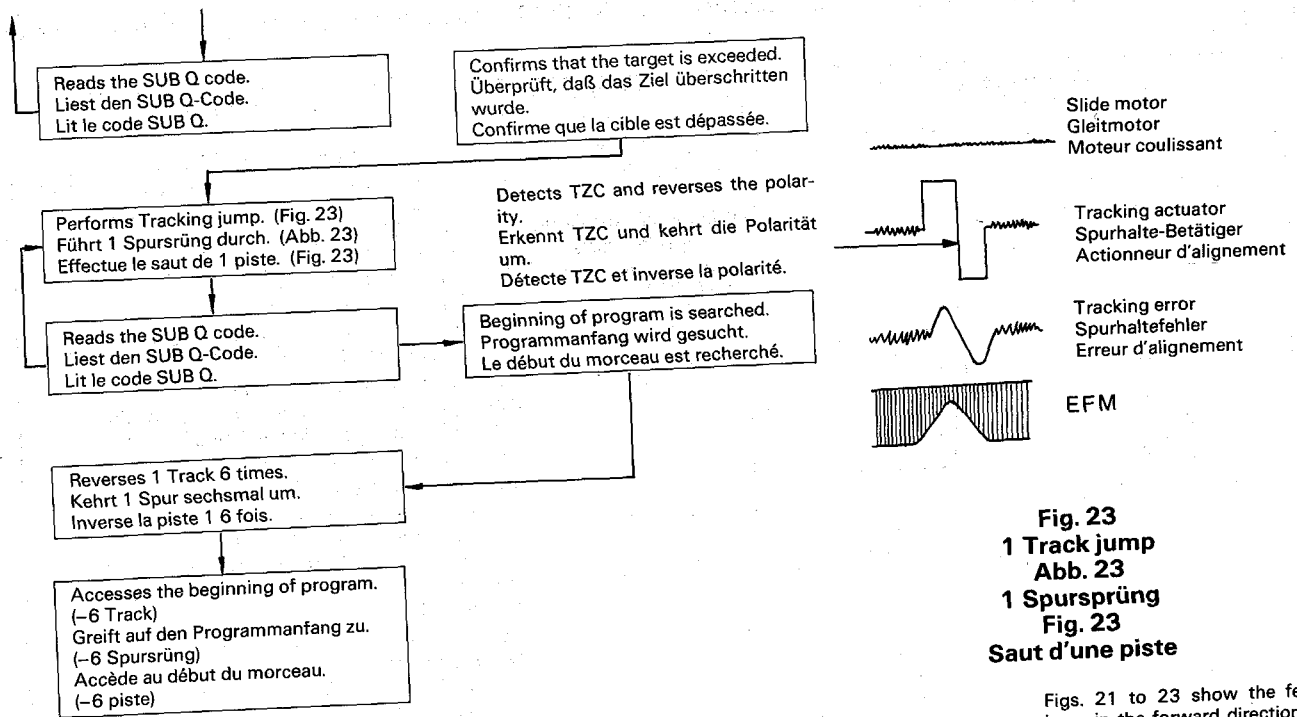 Reads the SUB Q code.
Liest den SUB Q-Code.
Lit le code SUB Q.
Confirms that the target is exceeded.
Überprüft, daß das Ziel überschritten
wurde.
Confirme que la cible est dépassée.
Performs Tracking jump. (Fig. 23)
Führt 1 Spursrüng durch. (Abb. 23)
Effectue le saut de 1 piste. (Fig. 23)
Detects TZC and reverses the polar-
ity.
Erkennt TZC und kehrt die Polarität
um.
Détecte TZC et inverse la polarité.
Reads the SUB Q code.
Liest den SUB Q-Code.
Lit le code SUB Q.
Beginning of program is searched.
Programmanfang wird gesucht.
Le début du morceau est recherché.
Reverses 1 Track 6 times.
Kehrt 1 Spur sechsmal um.
Inverse la piste 1 6 fois.
Accesses the beginning of program.
(–6 Track)
Greift auf den Programmanfang zu.
(–6 Spursrüng)
Accède au début du morceau.
(–6 piste)
Slide motor
Gleitmotor
Moteur coulissant
Tracking actuator
Spurhalte-Betätiger
Actionneur d'alignement
Tracking error
Spurhaltefehler
Erreur d'alignement
EFM
Fig. 23
1 Track jump
Abb. 23
1 Spursprüng
Fig. 23
Saut d'une piste
Figs. 21 to 23 show the fe
in the forward direction